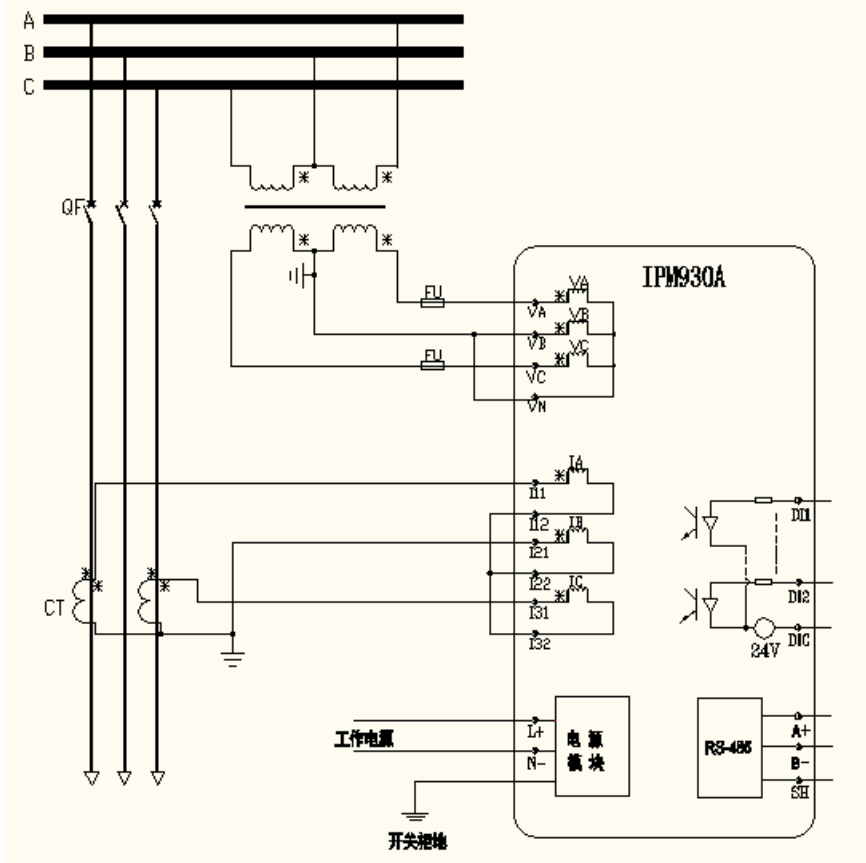 A
B
C
QF
IPM930A
FU
VA
VA
VB
VB
FU
VC
VC
VN
IA
I11
I12
IB
I21
I22
IC
I31
I32
CT
DI1
DI2
DIC
24V
工作电源
L+
N-
电 源
模 块
RS-485
A+
B-
SH
开关柜地